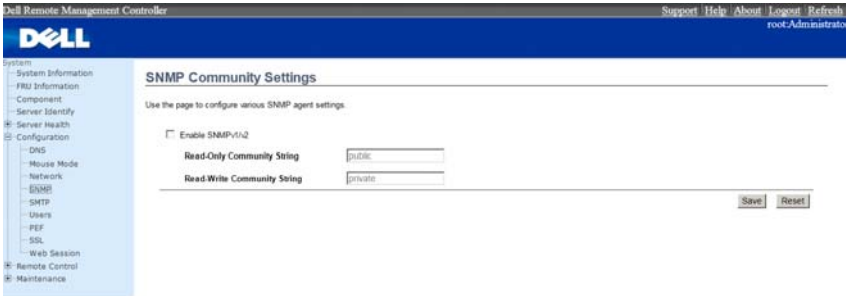 Dell Remote Management Controller
Support Help About Logout Refresh
root:Administrato
DELL
System
System Information
FRU Information
Component
Server Identify
Server Health
Configuration
DNS
Mouse Mode
Network
SNMP
SMTP
Users
PEF
SSL
Web Session
Remote Control
Maintenance
SNMP Community Settings
Use the page to configure various SNMP agent settings.
Enable SNMPv1/v2
Read-Only Community String
public
Read-Write Community String
private
Save Reset